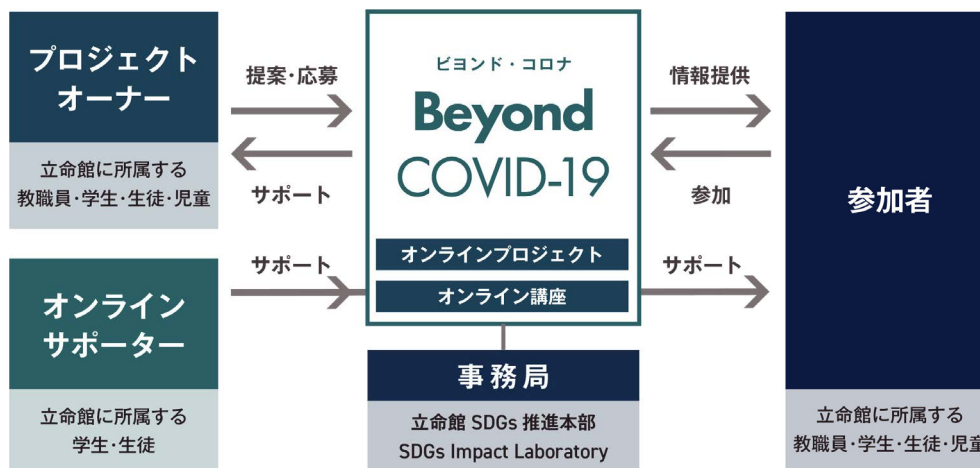 プロジェクト
オーナー
立命館に所属する
教職員・学生・生徒・児童
提案・応募
サポート
ビヨンド・コロナ
Beyond
COVID-19
オンラインプロジェクト
オンライン講座
情報提供
参加
参加者
立命館に所属する
教職員・学生・生徒・児童
オンライン
サポーター
立命館に所属する
学生・生徒
サポート
サポート
事務局
立命館 SDGs 推進本部
SDGs Impact Laboratory